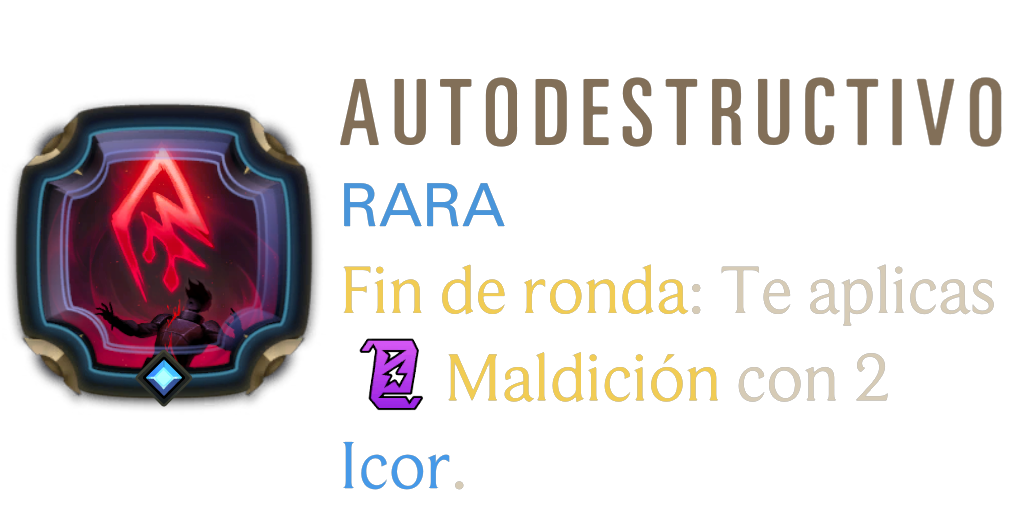 AUTODESTRUCTIVO
RARA
Fin de ronda: Te aplicas
Maldición con 2
Icor.